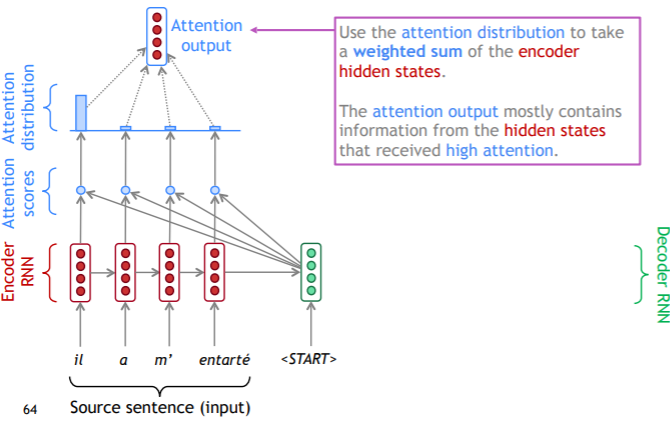 Attention
output
Use the attention distribution to take
a weighted sum of the encoder
hidden states.
The attention output mostly contains
information from the hidden states
that received high attention.
Attention
distribution
Attention
scores
Encoder
RNN
Decoder RNN
il a m’ entarté <START>
Source sentence (input)
64